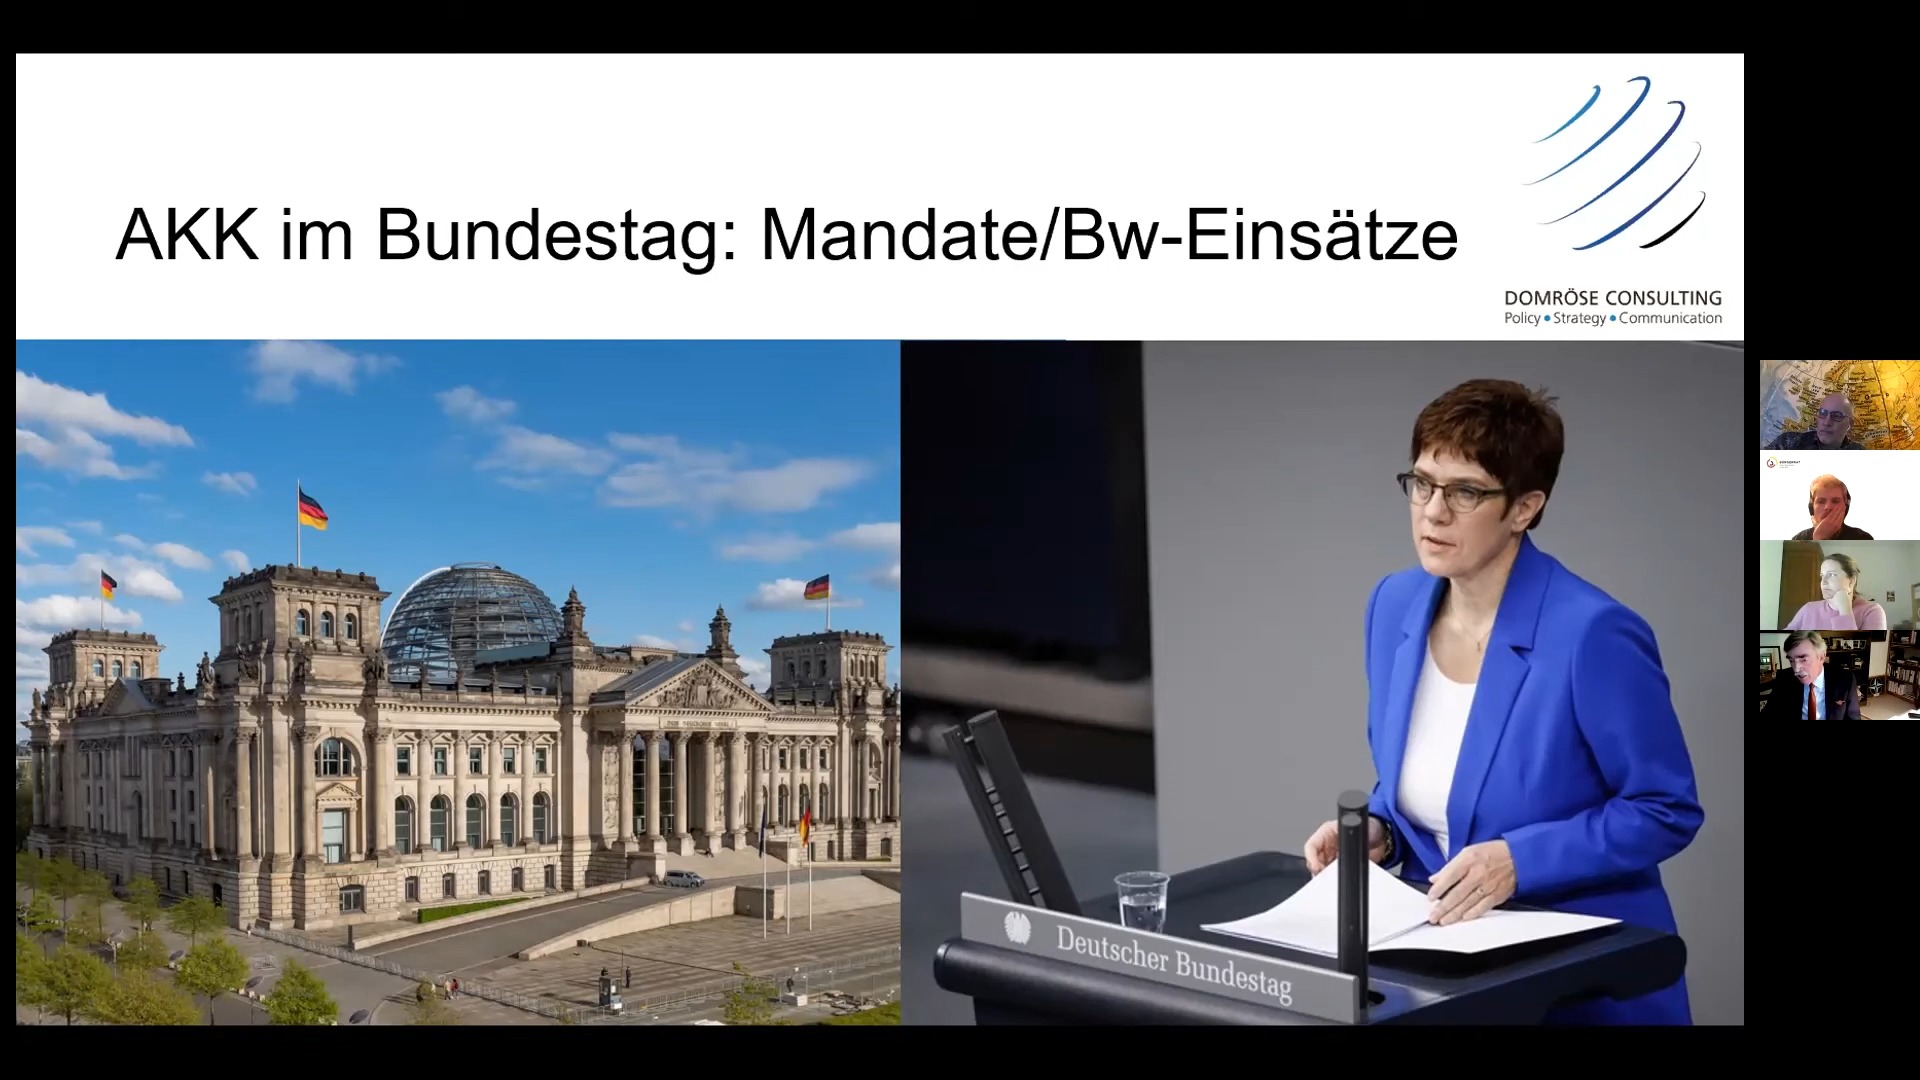 AKK im Bundestag: Mandate/Bw-Einsätze
DOMRÖSE CONSULTING
Policy • Strategy • Communication
Deutscher Bundestag